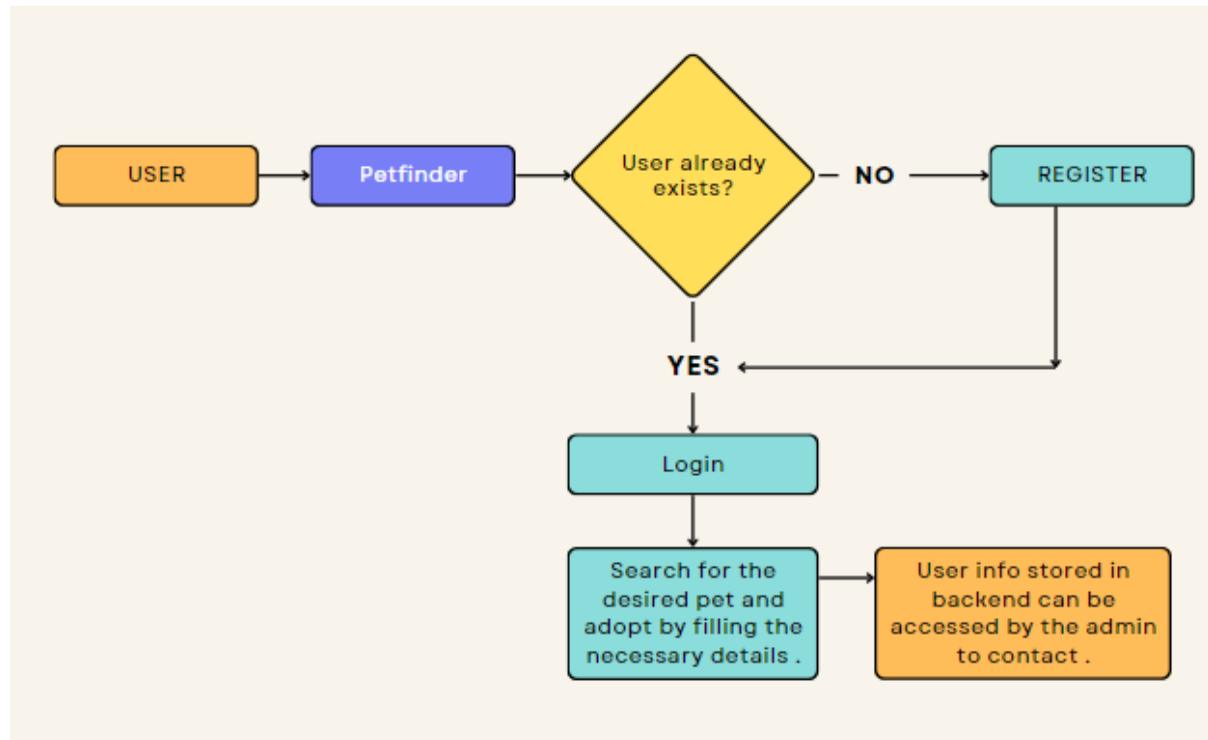 USER
Petfinder
User already
exists?
NO
REGISTER
YES
Login
Search for the
desired pet and
adopt by filling the
necessary details .
User info stored in
backend can be
accessed by the admin
to contact .